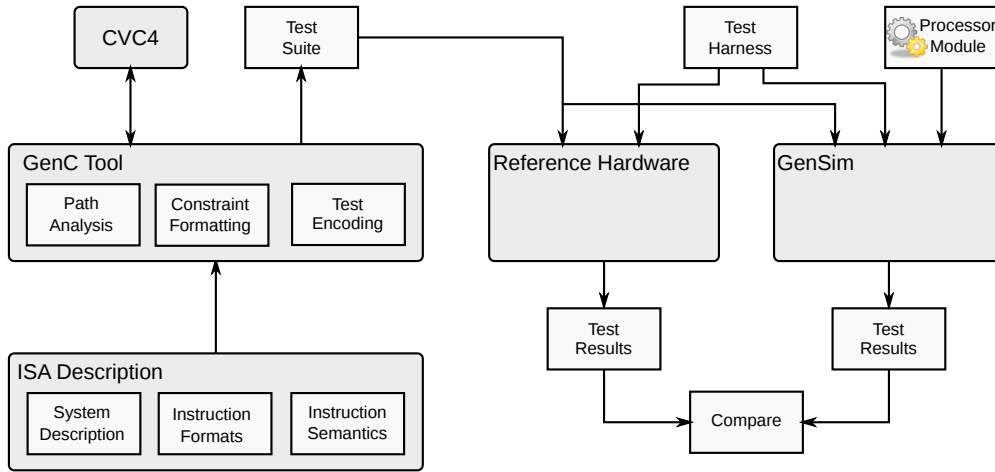 CVC4
Test
Suite
Test
Harness
Processor
Module
GenC Tool
Path
Analysis
Constraint
Formatting
Test
Encoding
Reference Hardware
GenSim
Test
Results
Test
Results
ISA Description
System
Description
Instruction
Formats
Instruction
Semantics
Compare